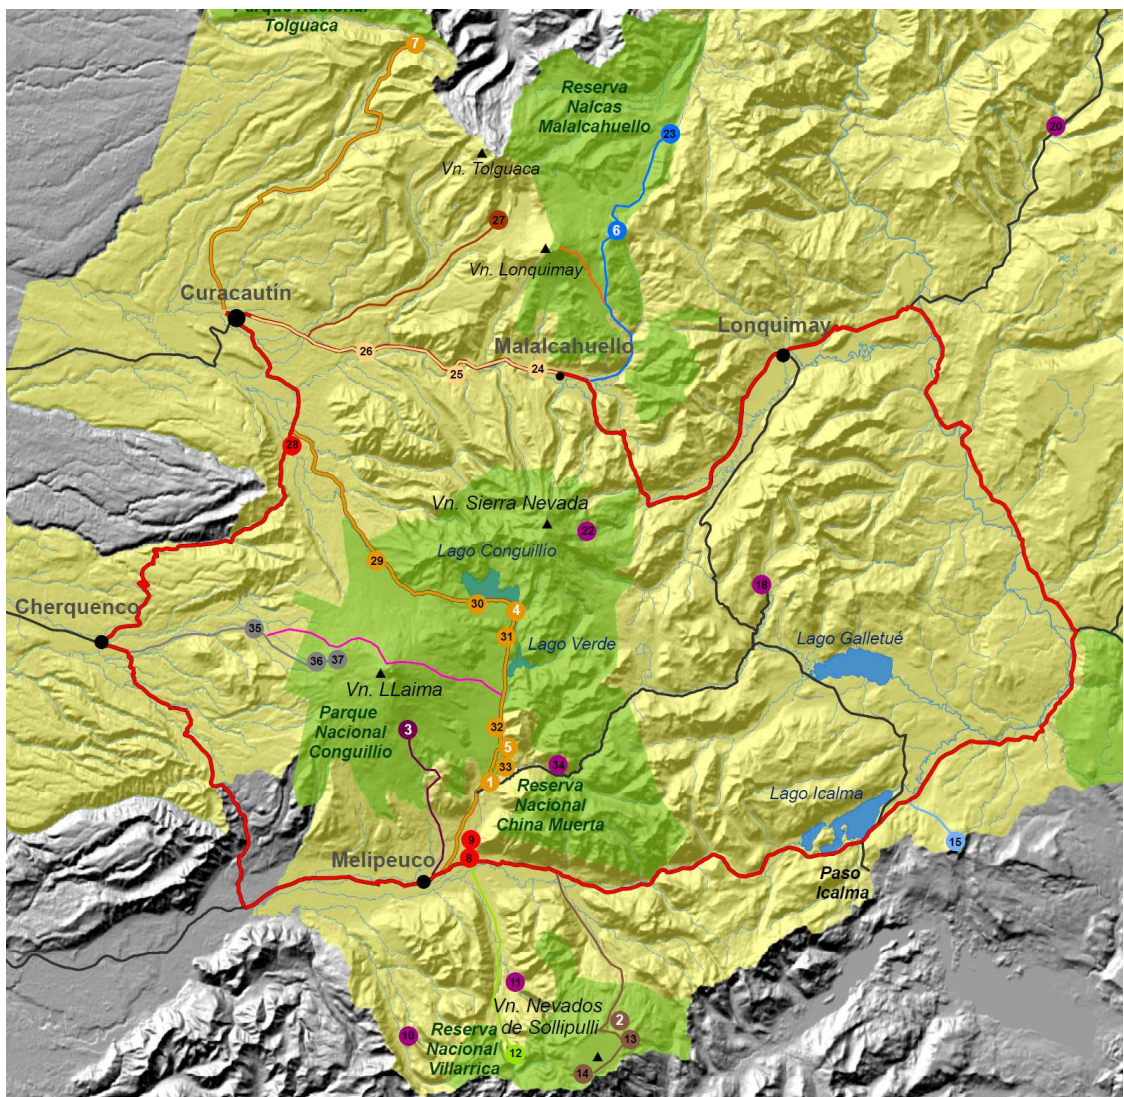 Parque Nacional
Tolguaca
7
Reserva
Nalcas
Malalcahuello
23
20
Vn. Tolguaca
27
6
Vn. Lonquimay
Curacautín
Lonquimay
Malalcahuello
26
25
24
28
Vn. Sierra Nevada
22
Lago Conguillío
29
30
4
18
Cherquenco
35
31
Lago Verde
Lago Galletué
36
37
Vn. LLaima
Parque
Nacional
Conguillío
3
32
5
33
34
1
Reserva
Nacional
China Muerta
Lago Icalma
9
8
15
Melipeuco
Paso
Icalma
11
Vn. Nevados
de Sollipulli
2
10
Reserva
Nacional
Villarrica
12
13
14